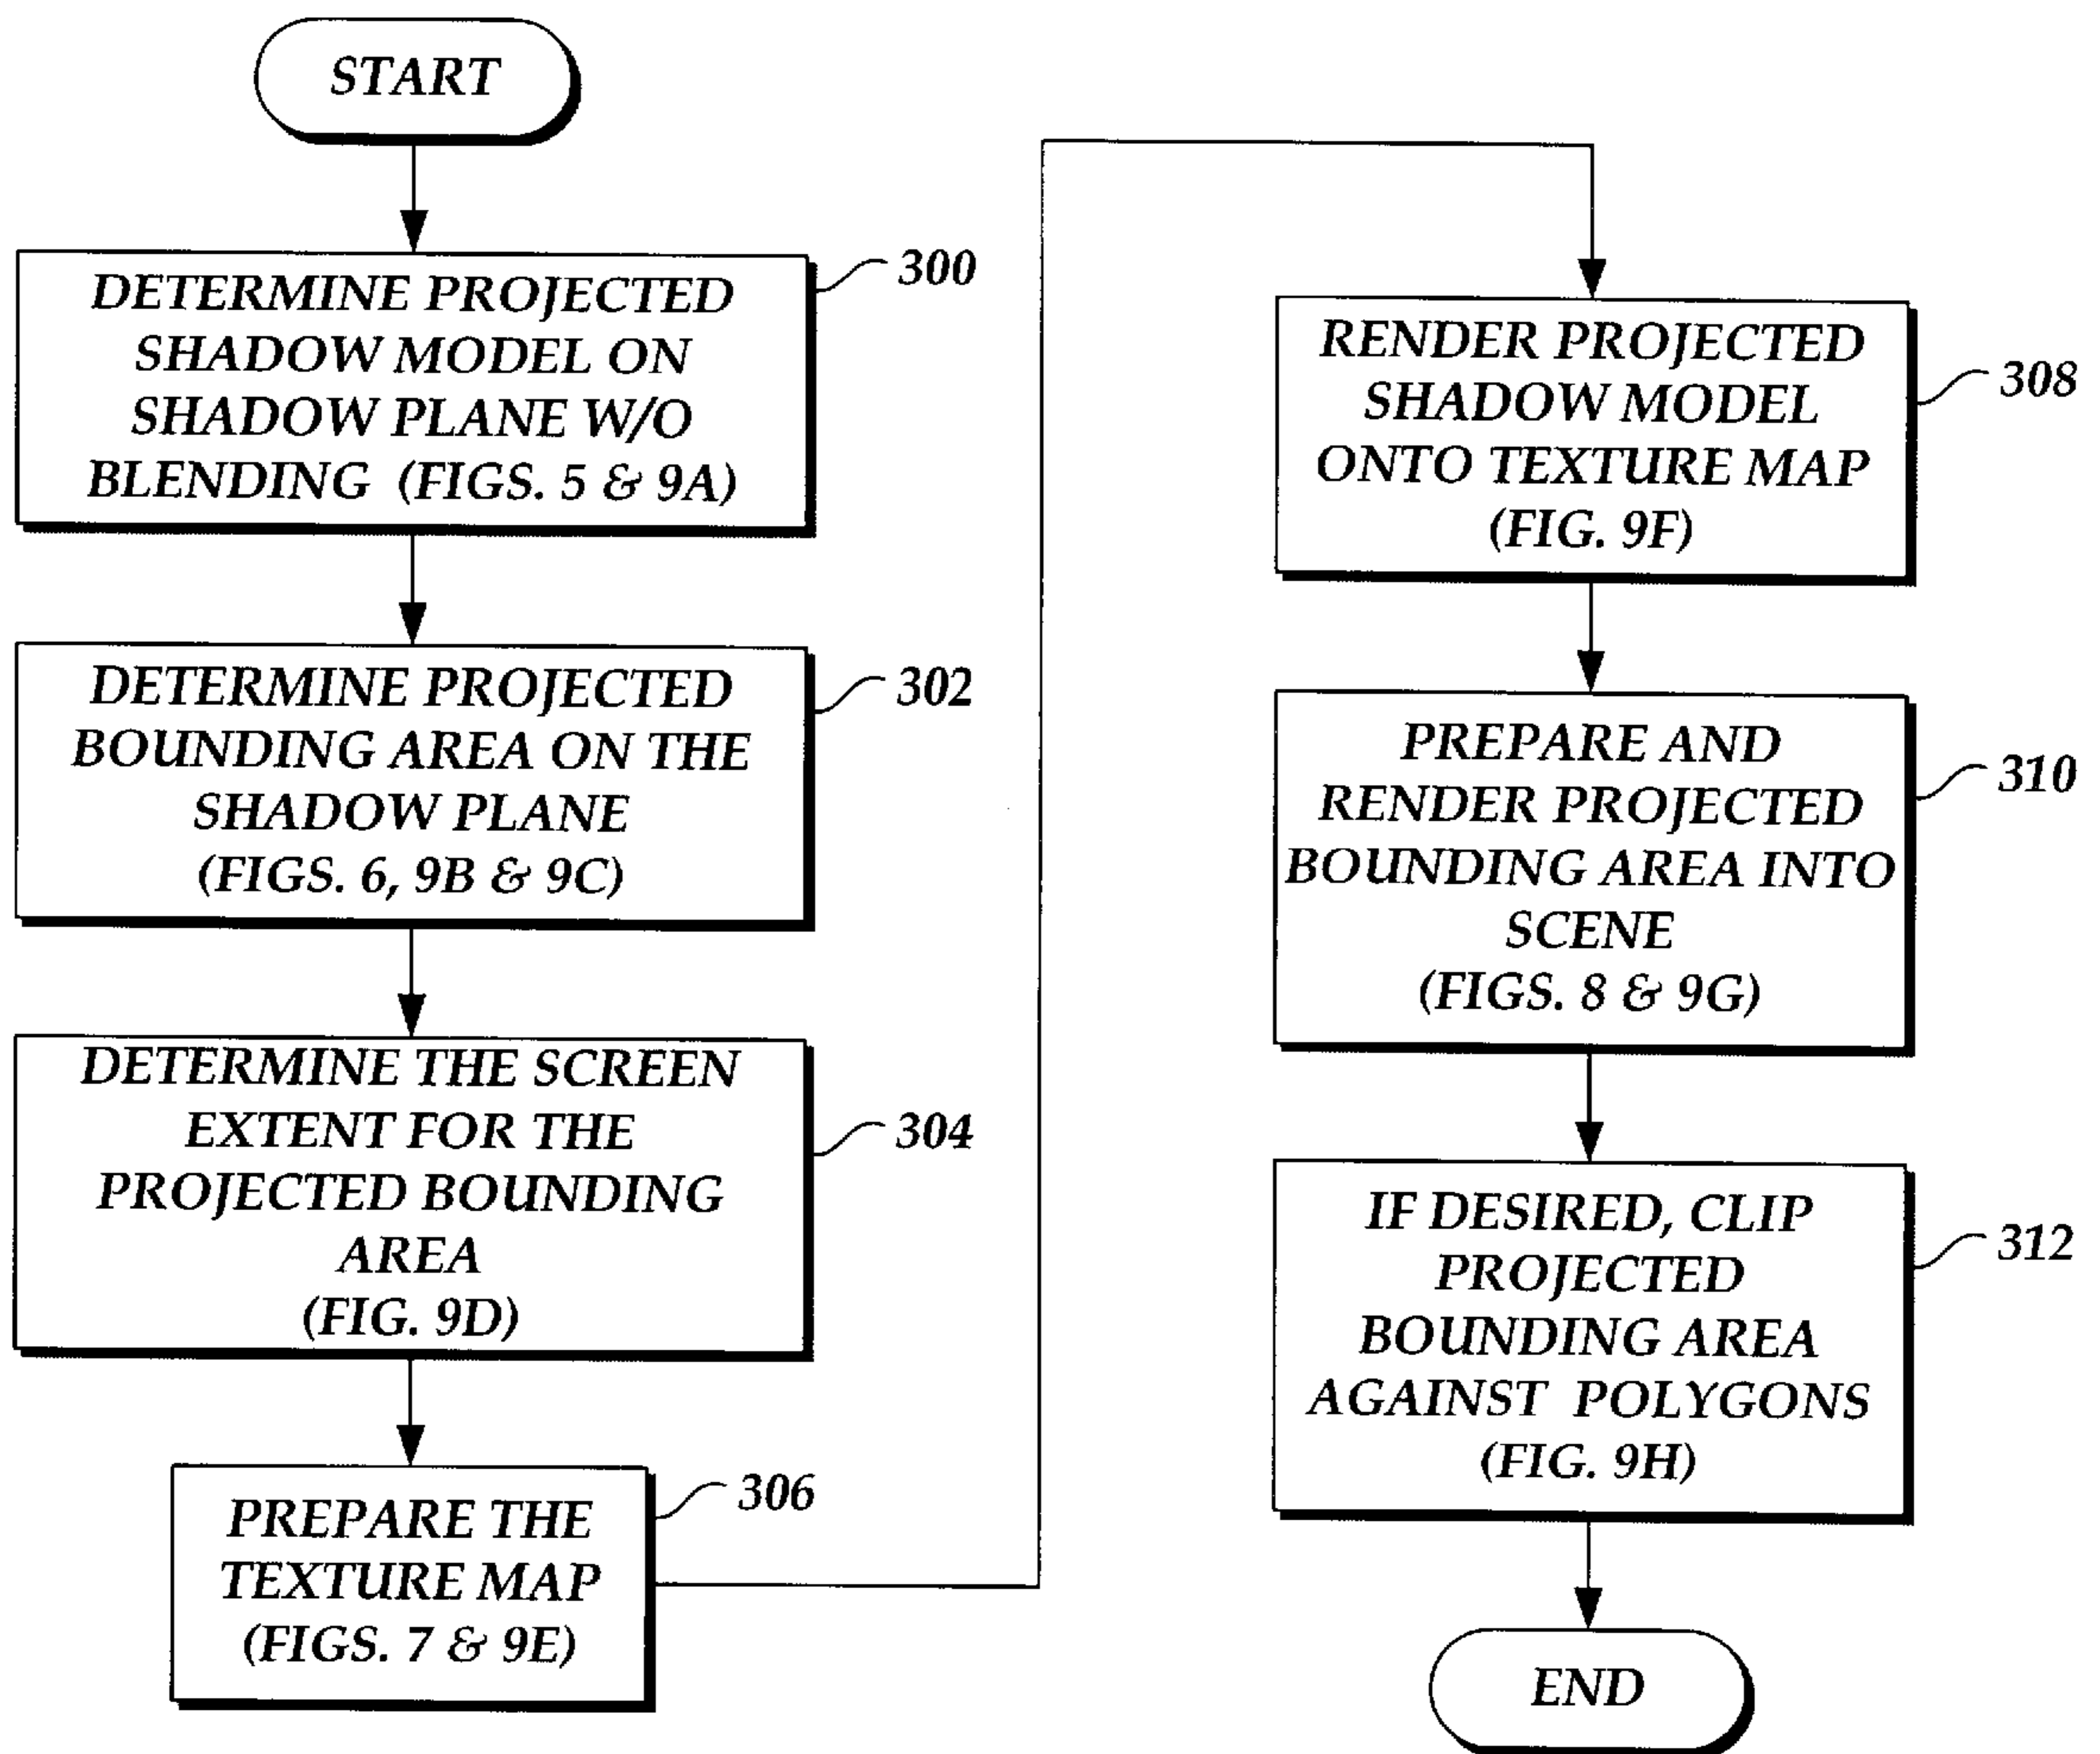 START
DETERMINE PROJECTED
SHADOW MODEL ON
SHADOW PLANE W/O
BLENDING (FIGS. 5 & 9A)
300
DETERMINE PROJECTED
BOUNDING AREA ON THE
SHADOW PLANE
(FIGS. 6, 9B & 9C)
302
DETERMINE THE SCREEN
EXTENT FOR THE
PROJECTED BOUNDING
AREA
(FIG. 9D)
304
PREPARE THE
TEXTURE MAP
(FIGS. 7 & 9E)
306
RENDER PROJECTED
SHADOW MODEL
ONTO TEXTURE MAP
(FIG. 9F)
308
PREPARE AND
RENDER PROJECTED
BOUNDING AREA INTO
SCENE
(FIGS. 8 & 9G)
310
IF DESIRED, CLIP
PROJECTED
BOUNDING AREA
AGAINST POLYGONS
(FIG. 9H)
312
END